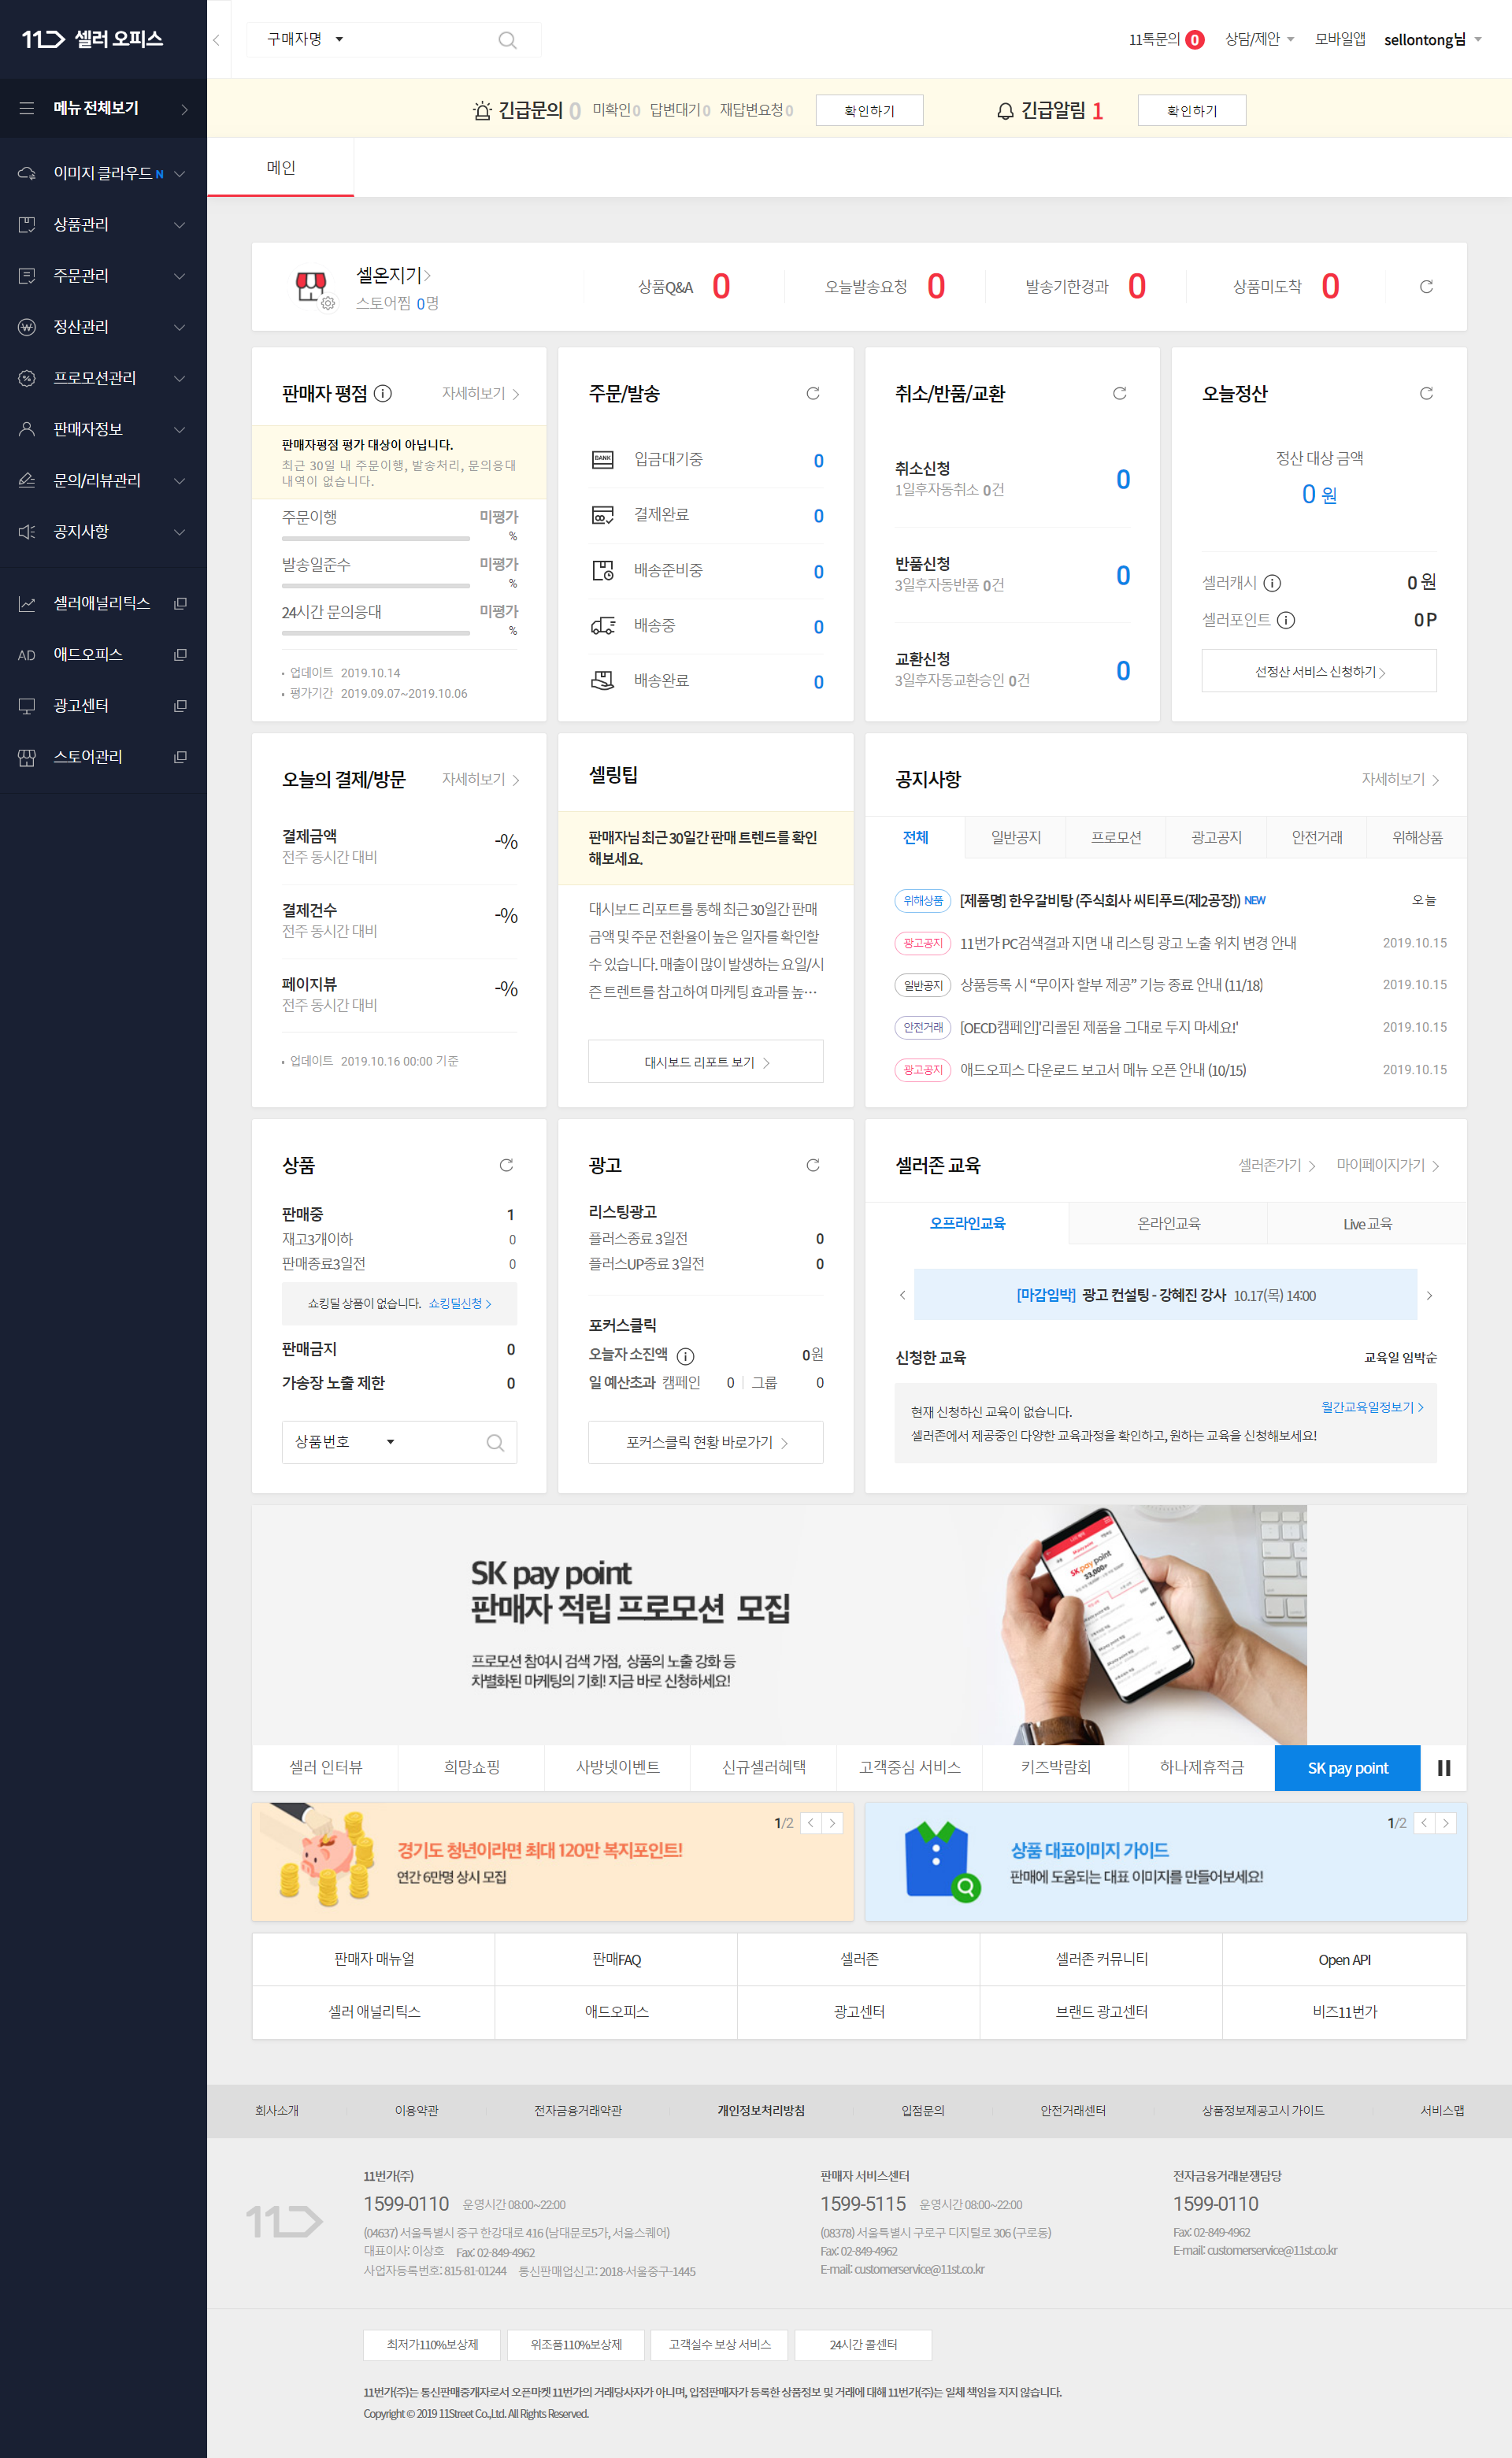 11 셀러 오피스
구매자명
11톡문의 0 상담/제안 모바일앱 sellontong님
메뉴 전체보기
긴급문의 0 미확인 0 답변대기 0 재답변요청 0 확인하기 긴급알림 1 확인하기
메인
이미지 클라우드 N
상품관리
주문관리
정산관리
프로모션관리
판매자정보
문의/리뷰관리
공지사항
셀러애널리틱스
AD 애드오피스
광고센터
스토어관리
셀온지기
스토어찜 0명
상품Q&A 0
오늘발송요청 0
발송기한경과 0
상품미도착 0
판매자 평점 자세히보기
판매자평점 평가 대상이 아닙니다.
최근 30일 내 주문이행, 발송처리, 문의응대
내역이 없습니다.
주문이행 미평가
%
발송일준수 미평가
%
24시간 문의응대 미평가
%
업데이트 2019.10.14
평가기간 2019.09.07~2019.10.06
주문/발송
BANK 입금대기중 0
결제완료 0
배송준비중 0
배송중 0
배송완료 0
취소/반품/교환
취소신청 0
1일후자동취소 0건
반품신청 0
3일후자동반품 0건
교환신청 0
3일후자동교환승인 0건
오늘정산
정산 대상 금액
0 원
셀러캐시 0 원
셀러포인트 0 P
선정산 서비스 신청하기
오늘의 결제/방문 자세히보기
결제금액 -%
전주 동시간 대비
결제건수 -%
전주 동시간 대비
페이지뷰 -%
전주 동시간 대비
업데이트 2019.10.16 00:00 기준
셀링팁
판매자님 최근 30일간 판매 트렌드를 확인
해보세요.
대시보드 리포트를 통해 최근 30일간 판매
금액 및 주문 전환율이 높은 일자를 확인할
수 있습니다. 매출이 많이 발생하는 요일/시
즌 트렌트를 참고하여 마케팅 효과를 높…
대시보드 리포트 보기
공지사항 자세히보기
전체 일반공지 프로모션 광고공지 안전거래 위해상품
위해상품 [제품명] 한우갈비탕 (주식회사 씨티푸드(제2공장)) NEW 오늘
광고공지 11번가 PC검색결과 지면 내 리스팅 광고 노출 위치 변경 안내 2019.10.15
일반공지 상품등록 시 “무이자 할부 제공” 기능 종료 안내 (11/18) 2019.10.15
안전거래 [OECD캠페인]'리콜된 제품을 그대로 두지 마세요!' 2019.10.15
광고공지 애드오피스 다운로드 보고서 메뉴 오픈 안내 (10/15) 2019.10.15
상품
판매중 1
재고3개이하 0
판매종료3일전 0
쇼킹딜 상품이 없습니다. 쇼킹딜신청
판매금지 0
가송장 노출 제한 0
상품번호
광고
리스팅광고
플러스종료 3일전 0
플러스UP종료 3일전 0
포커스클릭
오늘자 소진액 0원
일 예산초과 캠페인 0 그룹 0
포커스클릭 현황 바로가기
셀러존 교육 셀러존가기 마이페이지가기
오프라인교육 온라인교육 Live 교육
[마감임박] 광고 컨설팅 - 강혜진 강사 10.17(목) 14:00
신청한 교육 교육일 임박순
현재 신청하신 교육이 없습니다. 월간교육일정보기
셀러존에서 제공중인 다양한 교육과정을 확인하고, 원하는 교육을 신청해보세요!
SK pay point
판매자 적립 프로모션 모집
프로모션 참여시 검색 가점, 상품의 노출 강화 등
차별화된 마케팅의 기회! 지금 바로 신청하세요!
SK pay point
33,000P
셀러 인터뷰 희망쇼핑 사방넷이벤트 신규셀러혜택 고객중심 서비스 키즈박람회 하나제휴적금 SK pay point
1/2
경기도 청년이라면 최대 120만 복지포인트!
연간 6만명 상시 모집
1/2
상품 대표이미지 가이드
판매에 도움되는 대표 이미지를 만들어보세요!
판매자 매뉴얼 판매FAQ 셀러존 셀러존 커뮤니티 Open API
셀러 애널리틱스 애드오피스 광고센터 브랜드 광고센터 비즈11번가
회사소개 이용약관 전자금융거래약관 개인정보처리방침 입점문의 안전거래센터 상품정보제공고시 가이드 서비스맵
11
11번가(주)
1599-0110 운영시간 08:00~22:00
(04637) 서울특별시 중구 한강대로 416 (남대문로5가, 서울스퀘어)
대표이사: 이상호 Fax: 02-849-4962
사업자등록번호: 815-81-01244 통신판매업신고: 2018-서울중구-1445
판매자 서비스센터
1599-5115 운영시간 08:00~22:00
(08378) 서울특별시 구로구 디지털로 306 (구로동)
Fax: 02-849-4962
E-mail: customerservice@11st.co.kr
전자금융거래분쟁담당
1599-0110
Fax: 02-849-4962
E-mail: customerservice@11st.co.kr
최저가110%보상제 위조품110%보상제 고객실수 보상 서비스 24시간 콜센터
11번가(주)는 통신판매중개자로서 오픈마켓 11번가의 거래당사자가 아니며, 입점판매자가 등록한 상품정보 및 거래에 대해 11번가(주)는 일체 책임을 지지 않습니다.
Copyright © 2019 11Street Co.,Ltd. All Rights Reserved.